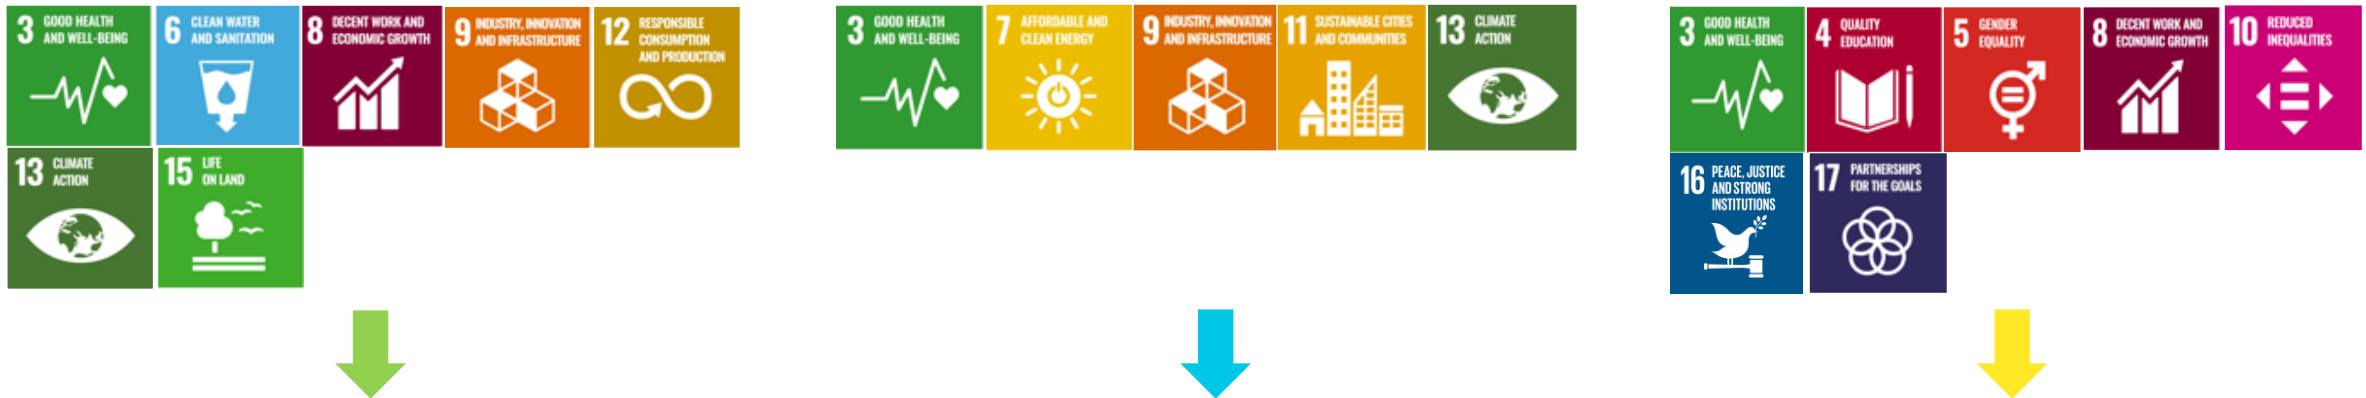 3 GOOD HEALTH
AND WELL-BEING
6 CLEAN WATER
AND SANITATION
8 DECENT WORK AND
ECONOMIC GROWTH
9 INDUSTRY, INNOVATION
AND INFRASTRUCTURE
12 RESPONSIBLE
CONSUMPTION
AND PRODUCTION
13 CLIMATE
ACTION
15 LIFE
ON LAND
3 GOOD HEALTH
AND WELL-BEING
7 AFFORDABLE AND
CLEAN ENERGY
9 INDUSTRY, INNOVATION
AND INFRASTRUCTURE
11 SUSTAINABLE CITIES
AND COMMUNITIES
13 CLIMATE
ACTION
3 GOOD HEALTH
AND WELL-BEING
4 QUALITY
EDUCATION
5 GENDER
EQUALITY
8 DECENT WORK AND
ECONOMIC GROWTH
10 REDUCED
INEQUALITIES
16 PEACE, JUSTICE
AND STRONG
INSTITUTIONS
17 PARTNERSHIPS
FOR THE GOALS